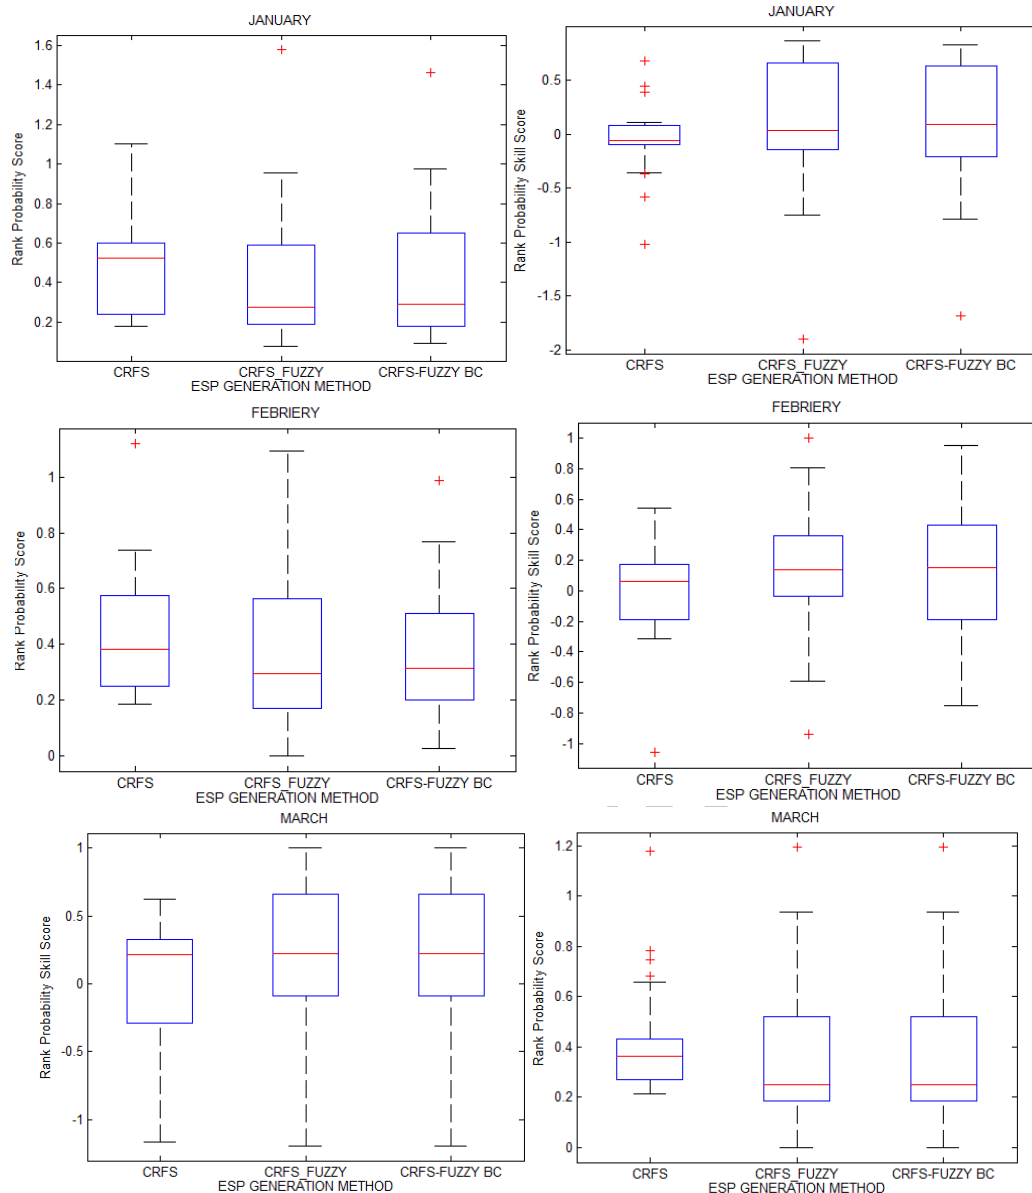 JANUARY
Rank Probability Score
1.6
1.4
1.2
1
0.8
0.6
0.4
0.2
CRFS CRFS_FUZZY CRFS-FUZZY BC
ESP GENERATION METHOD
JANUARY
Rank Probability Skill Score
0.5
0
-0.5
-1
-1.5
-2
CRFS CRFS_FUZZY CRFS-FUZZY BC
ESP GENERATION METHOD
FEBRIERY
Rank Probability Score
1
0.8
0.6
0.4
0.2
0
CRFS CRFS_FUZZY CRFS-FUZZY BC
ESP GENERATION METHOD
FEBRIERY
Rank Probability Skill Score
1
0.8
0.6
0.4
0.2
0
-0.2
-0.4
-0.6
-0.8
-1
CRFS CRFS_FUZZY CRFS-FUZZY BC
ESP GENERATION METHOD
MARCH
Rank Probability Skill Score
1
0.5
0
-0.5
-1
CRFS CRFS_FUZZY CRFS-FUZZY BC
ESP GENERATION METHOD
MARCH
Rank Probability Skill Score
1.2
1
0.8
0.6
0.4
0.2
0
CRFS CRFS_FUZZY CRFS-FUZZY BC
ESP GENERATION METHOD